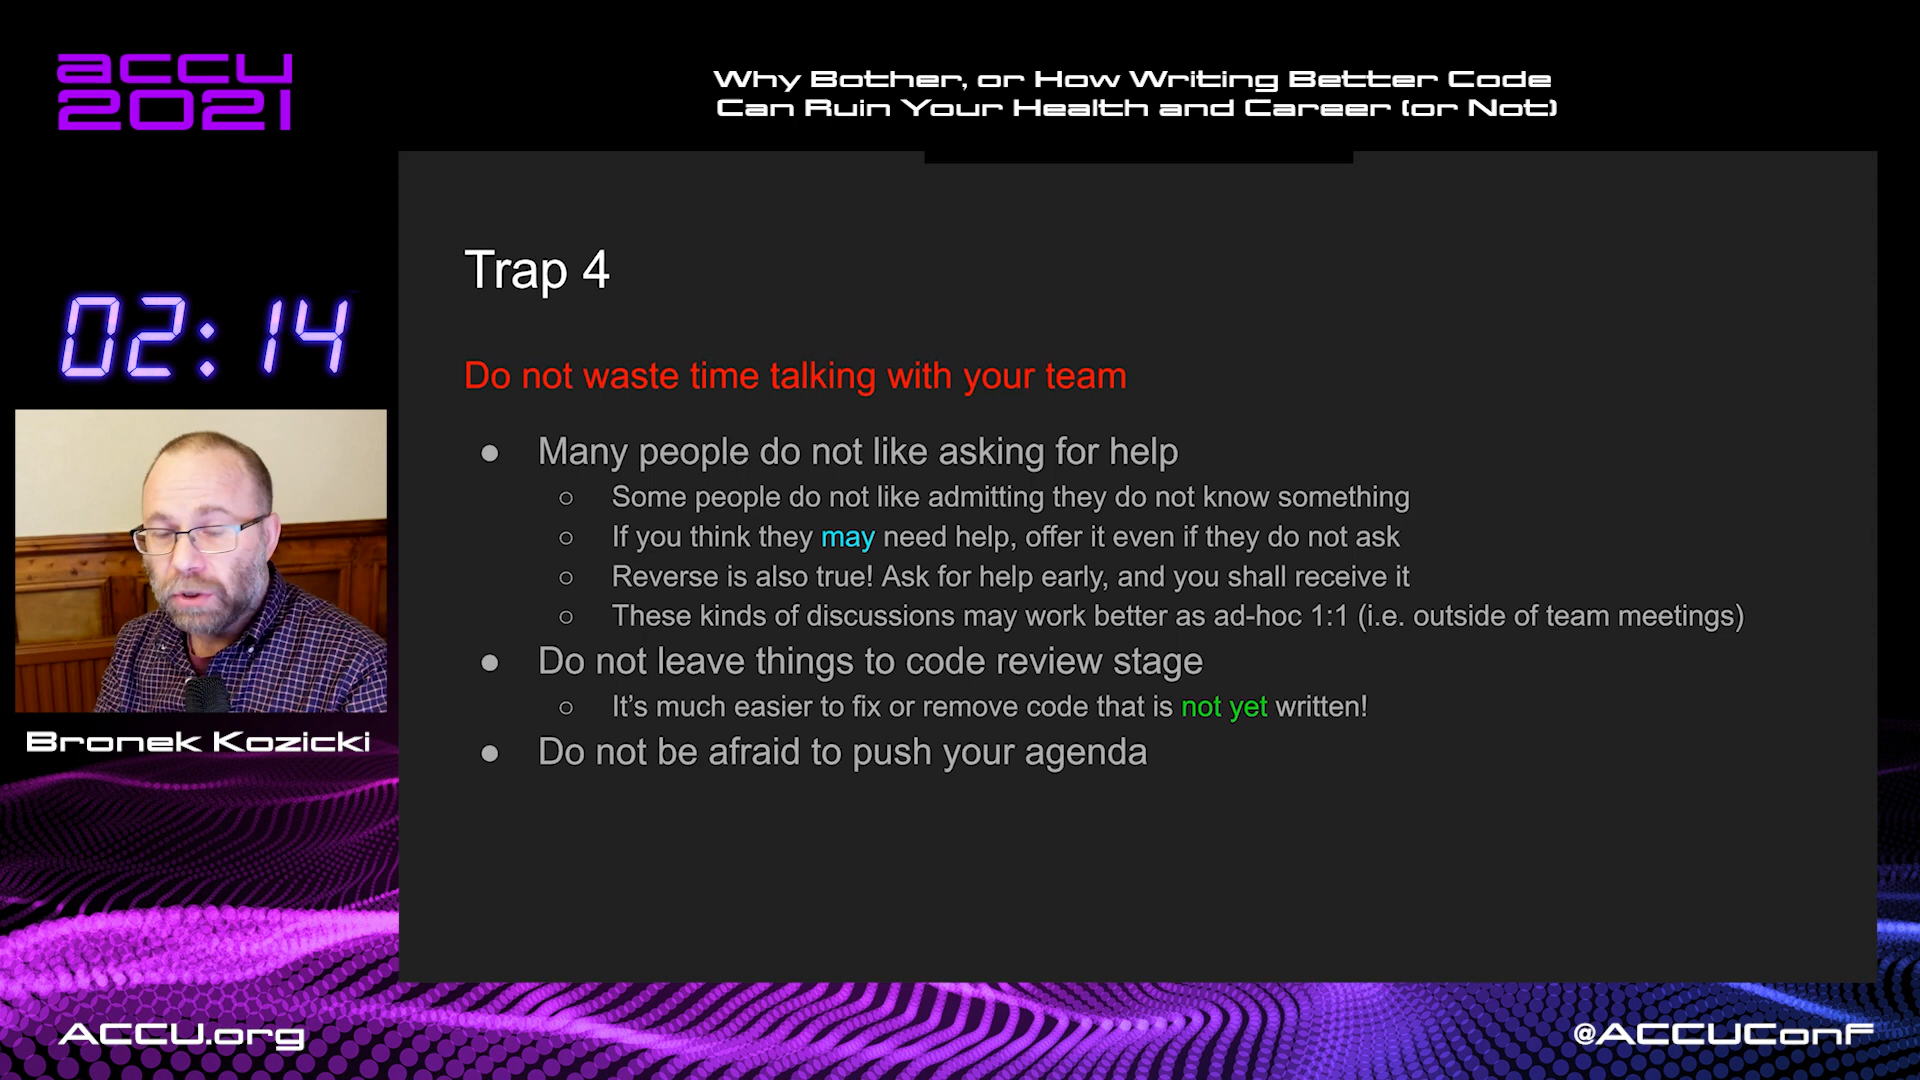 accu
2021
Why Bother, or How Writing Better Code
Can Ruin Your Health and Career (or Not)
02:14
Trap 4
Do not waste time talking with your team
● Many people do not like asking for help
○ Some people do not like admitting they do not know something
○ If you think they may need help, offer it even if they do not ask
○ Reverse is also true! Ask for help early, and you shall receive it
○ These kinds of discussions may work better as ad-hoc 1:1 (i.e. outside of team meetings)
● Do not leave things to code review stage
○ It's much easier to fix or remove code that is not yet written!
● Do not be afraid to push your agenda
Bronek Kozicki
ACCU.org
@ACCUConf